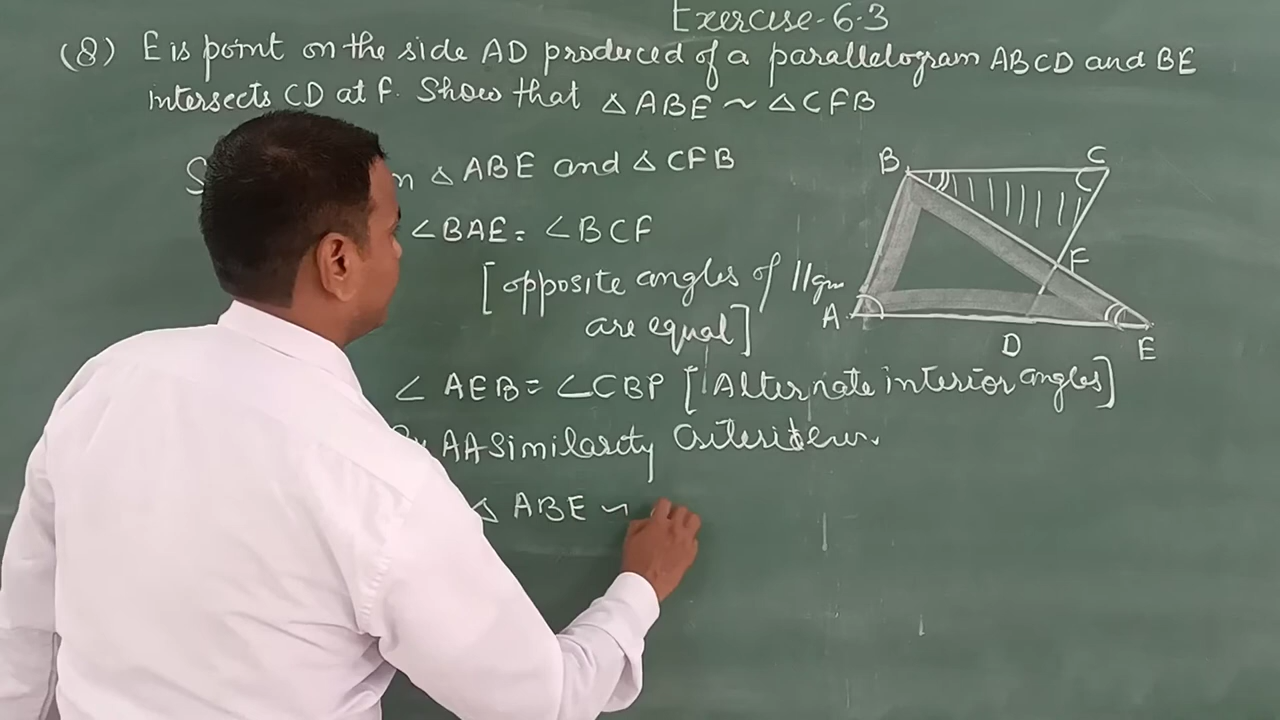 Exercise-6.3
(8) E is point on the side AD produced of a parallelogram ABCD and BE
intersects CD at F. Show that △ABE ~ △CFB
△ABE and △CFB
∠BAE = ∠BCF
[opposite angles of ||gm
are equal]
∠AEB = ∠CBF [Alternate interior angles]
AA Similarity
△ABE ~
B C
F
A
D E